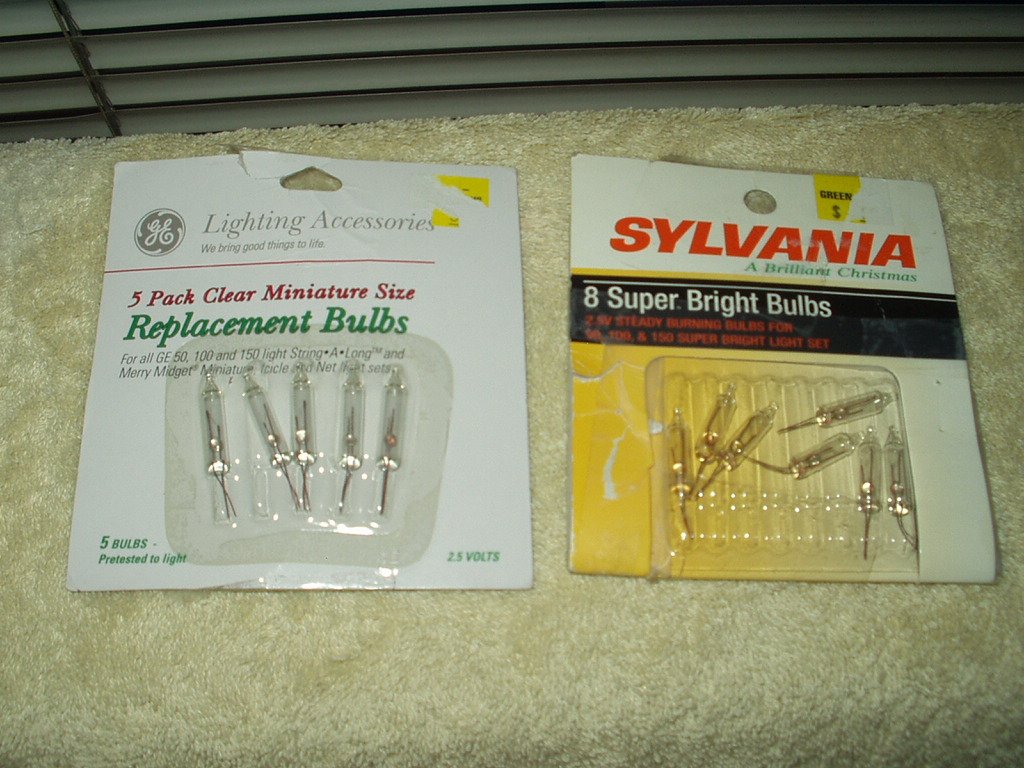 GE
Lighting Accessories
We bring good things to life.
5 Pack Clear Miniature Size
Replacement Bulbs
For all GE 50, 100 and 150 light String•A•Long™ and
Merry Midget® Miniature, Icicle and Net light sets.
5 BULBS -
Pretested to light
2.5 VOLTS
GREEN
$
SYLVANIA
A Brilliant Christmas
8 Super Bright Bulbs
2.5V STEADY BURNING BULBS FOR
50, 100, & 150 SUPER BRIGHT LIGHT SET